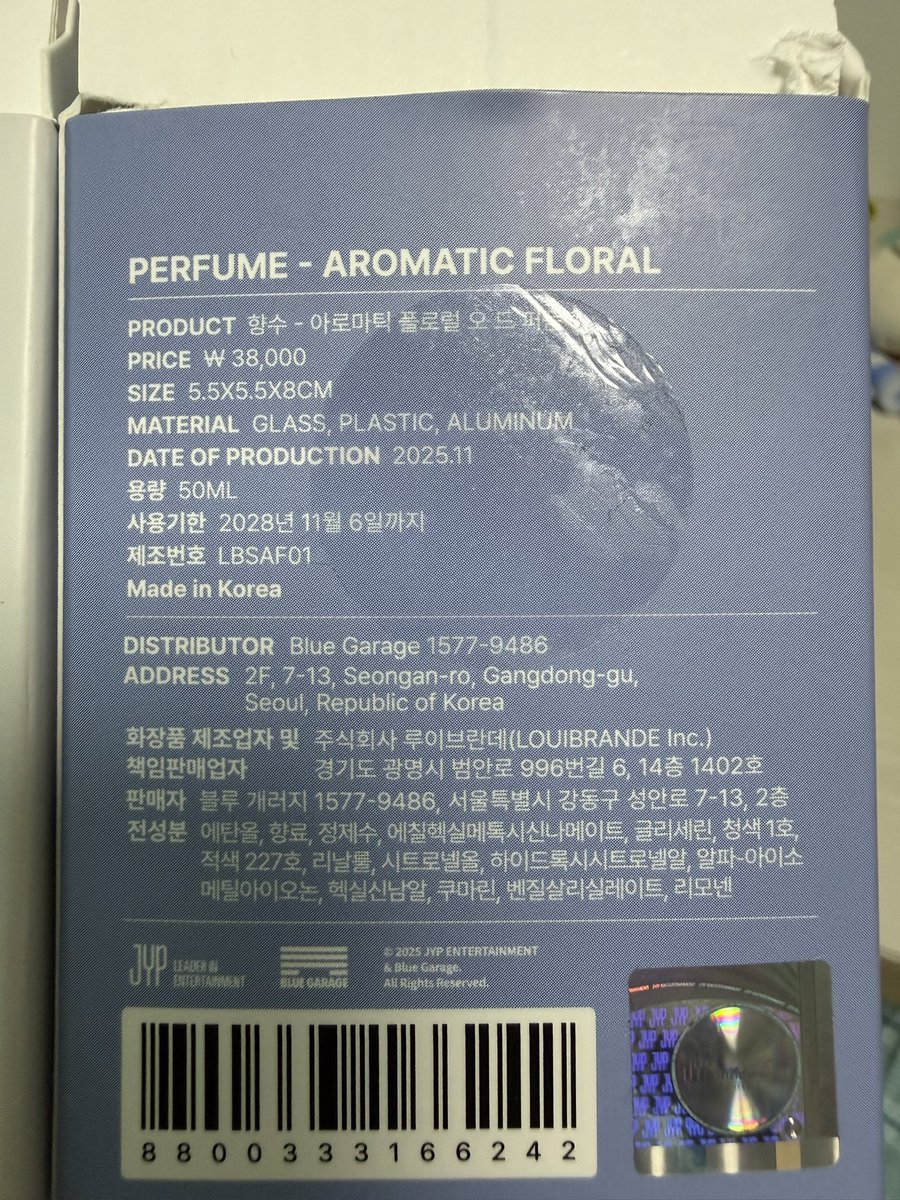 PERFUME - AROMATIC FLORAL
PRODUCT 향수 - 아로마틱 플로럴 오 드 퍼퓸
PRICE ₩ 38,000
SIZE 5.5X5.5X8CM
MATERIAL GLASS, PLASTIC, ALUMINUM
DATE OF PRODUCTION 2025.11
용량 50ML
사용기한 2028년 11월 6일까지
제조번호 LBSAF01
Made in Korea
DISTRIBUTOR Blue Garage 1577-9486
ADDRESS 2F, 7-13, Seongan-ro, Gangdong-gu,
Seoul, Republic of Korea
화장품 제조업자 및 주식회사 루이브란데(LOUIBRANDE Inc.)
책임판매업자 경기도 광명시 범안로 996번길 6, 14층 1402호
판매자 블루 개러지 1577-9486, 서울특별시 강동구 성안로 7-13, 2층
전성분 에탄올, 향료, 정제수, 에칠헥실메톡시신나메이트, 글리세린, 청색 1호,
적색 227호, 리날룰, 시트로넬올, 하이드록시시트로넬알, 알파-아이소
메틸아이오논, 헥실신남알, 쿠마린, 벤질살리실레이트, 리모넨
JYP LEADER IN
ENTERTAINMENT
BLUE GARAGE
© 2025 JYP ENTERTAINMENT
& Blue Garage.
All Rights Reserved.
8800333166242